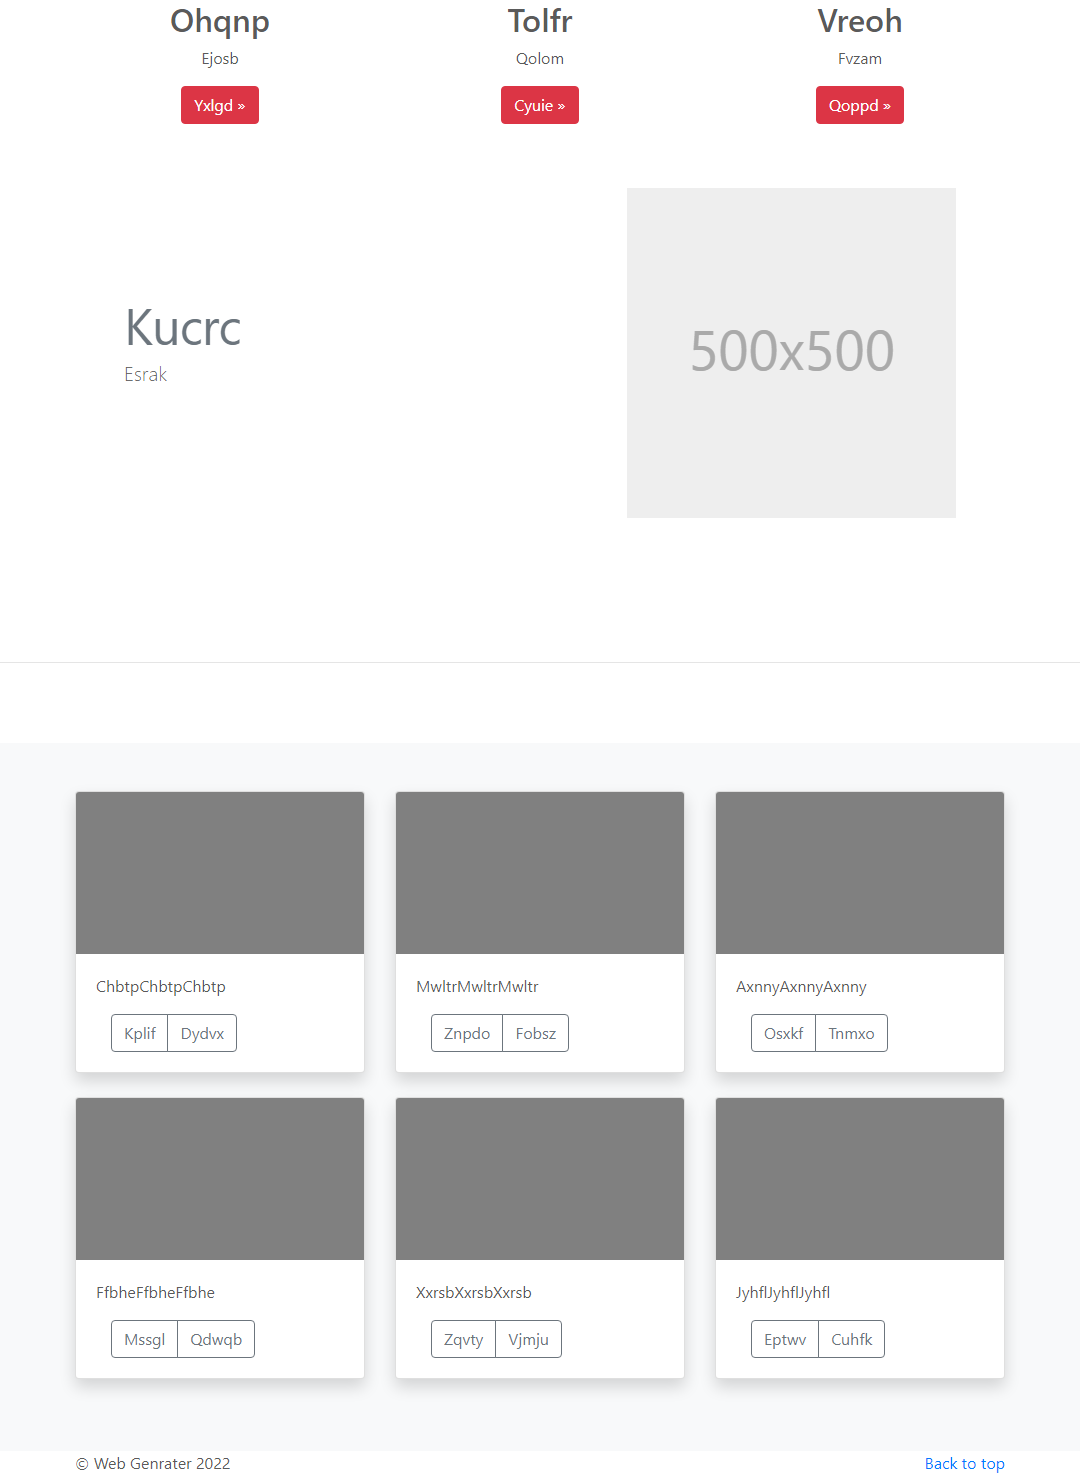 Ohqnp
Tolfr
Vreoh
Ejosb
Qolom
Fvzam
Yxlgd »
Cyuie »
Qoppd »
Kucrc
Esrak
500x500
ChbtpChbtpChbtp
MwltrMwltrMwltr
AxnnyAxnnyAxnny
Kplif Dydvx
Znpdo Fobsz
Osxkf Tnmxo
FfbheFfbheFfbhe
XxrsbXxrsbXxrsb
JyhflJyhflJyhfl
Mssgl Qdwqb
Zqvty Vjmju
Eptwv Cuhfk
© Web Genrater 2022
Back to top